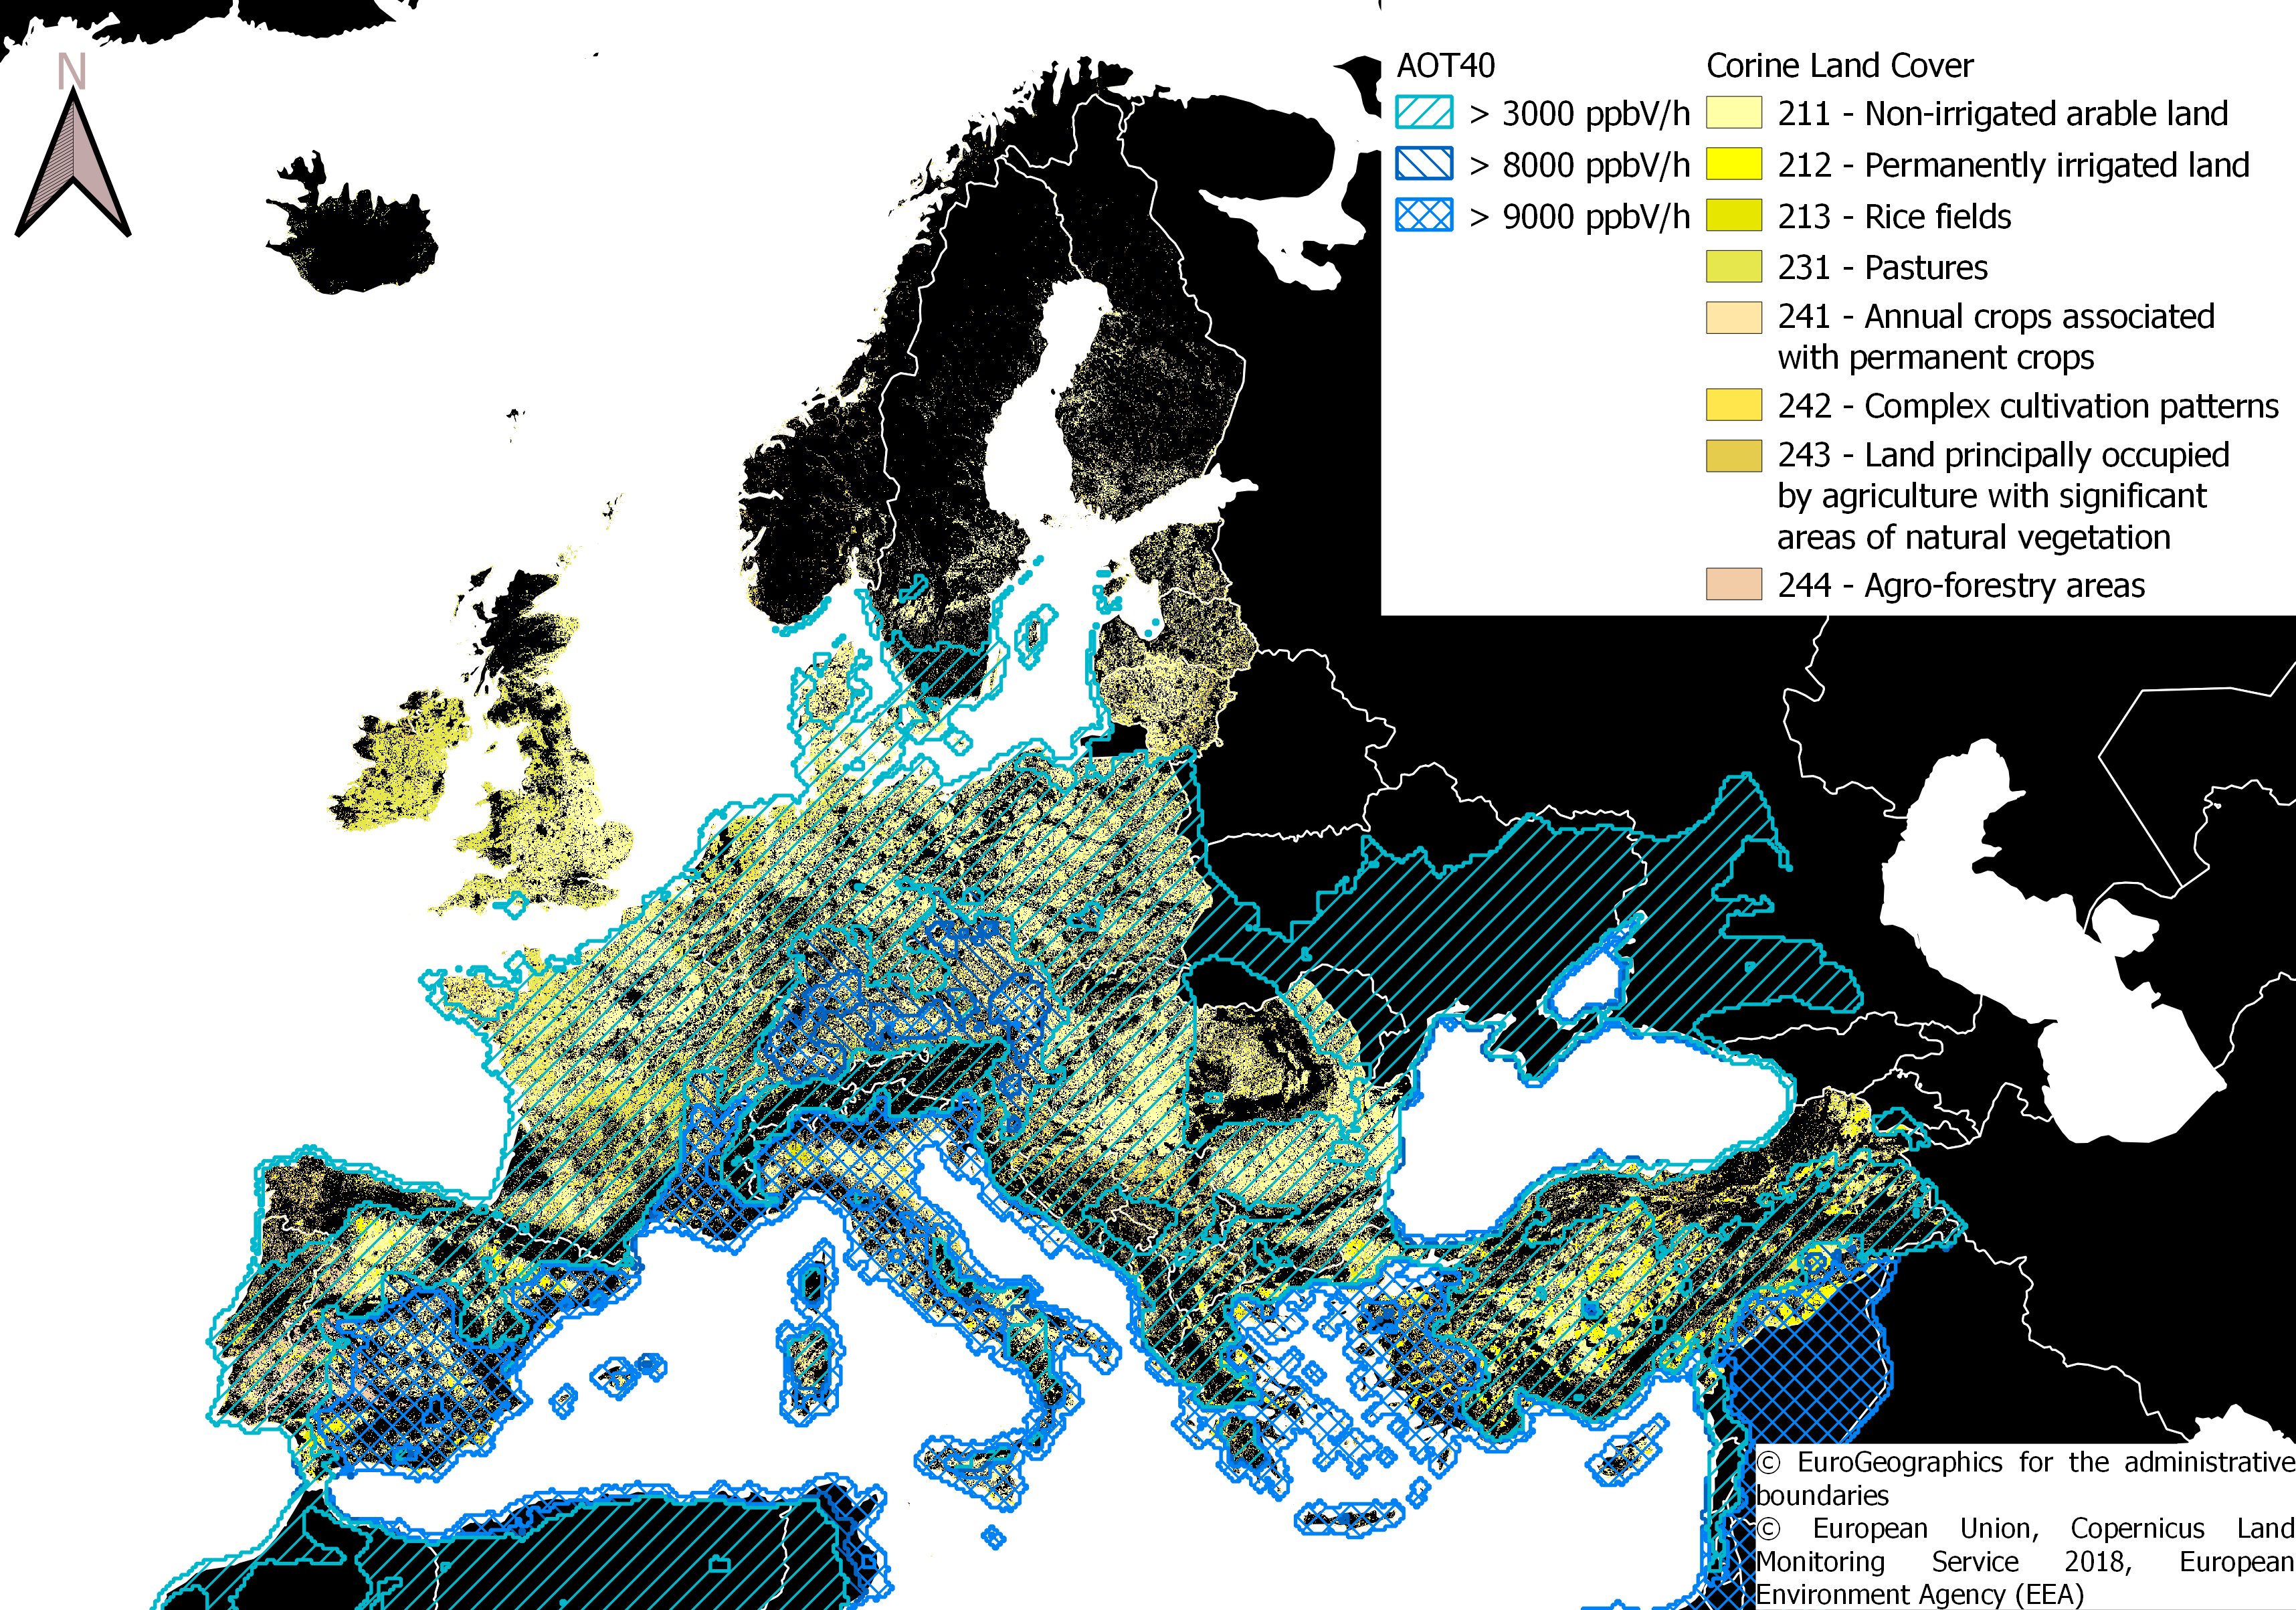 N
AOT40
> 3000 ppbV/h
> 8000 ppbV/h
> 9000 ppbV/h
Corine Land Cover
211 - Non-irrigated arable land
212 - Permanently irrigated land
213 - Rice fields
231 - Pastures
241 - Annual crops associated
with permanent crops
242 - Complex cultivation patterns
243 - Land principally occupied
by agriculture with significant
areas of natural vegetation
244 - Agro-forestry areas
© EuroGeographics for the administrative
boundaries
© European Union, Copernicus Land
Monitoring Service 2018, European
Environment Agency (EEA)